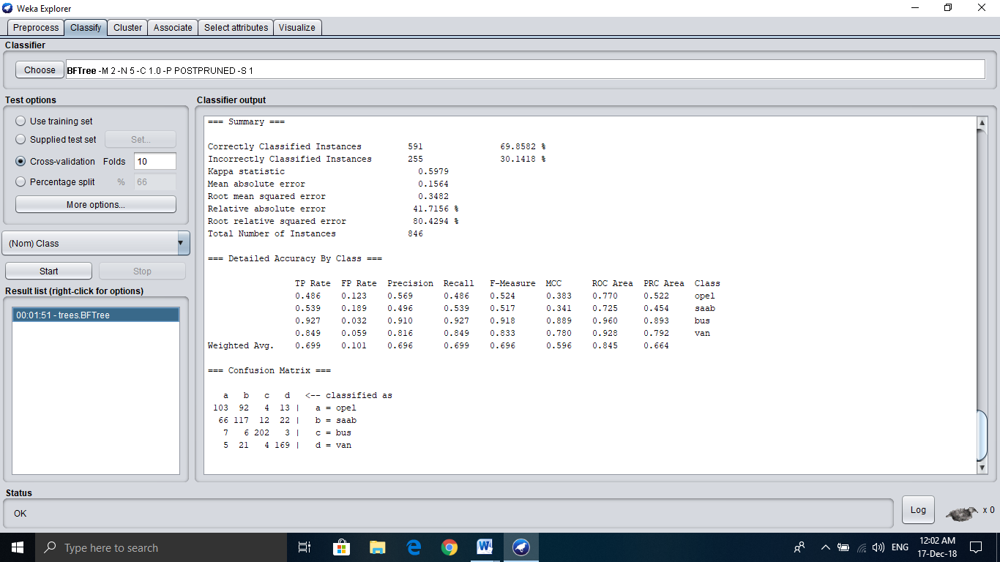 Weka Explorer
Preprocess Classify Cluster Associate Select attributes Visualize
Classifier
Choose BFTree -M 2 -N 5 -C 1.0 -P POSTPRUNED -S 1
Test options
Use training set
Supplied test set Set...
Cross-validation Folds 10
Percentage split % 66
More options...
(Nom) Class
Start Stop
Result list (right-click for options)
00:01:51 - trees.BFTree
Classifier output
=== Summary ===
Correctly Classified Instances 591 69.8582 %
Incorrectly Classified Instances 255 30.1418 %
Kappa statistic 0.5979
Mean absolute error 0.1564
Root mean squared error 0.3482
Relative absolute error 41.7156 %
Root relative squared error 80.4294 %
Total Number of Instances 846
=== Detailed Accuracy By Class ===
TP Rate FP Rate Precision Recall F-Measure MCC ROC Area PRC Area Class
0.486 0.123 0.569 0.486 0.524 0.383 0.770 0.522 opel
0.539 0.189 0.496 0.539 0.517 0.341 0.725 0.454 saab
0.927 0.032 0.910 0.927 0.918 0.889 0.960 0.893 bus
0.849 0.059 0.816 0.849 0.833 0.780 0.928 0.792 van
Weighted Avg. 0.699 0.101 0.696 0.699 0.696 0.596 0.845 0.664
=== Confusion Matrix ===
a b c d <-- classified as
103 92 4 13 | a = opel
66 117 12 22 | b = saab
7 6 202 3 | c = bus
5 21 4 169 | d = van
Status
OK
Log
x 0
Type here to search
ENG
12:02 AM
17-Dec-18